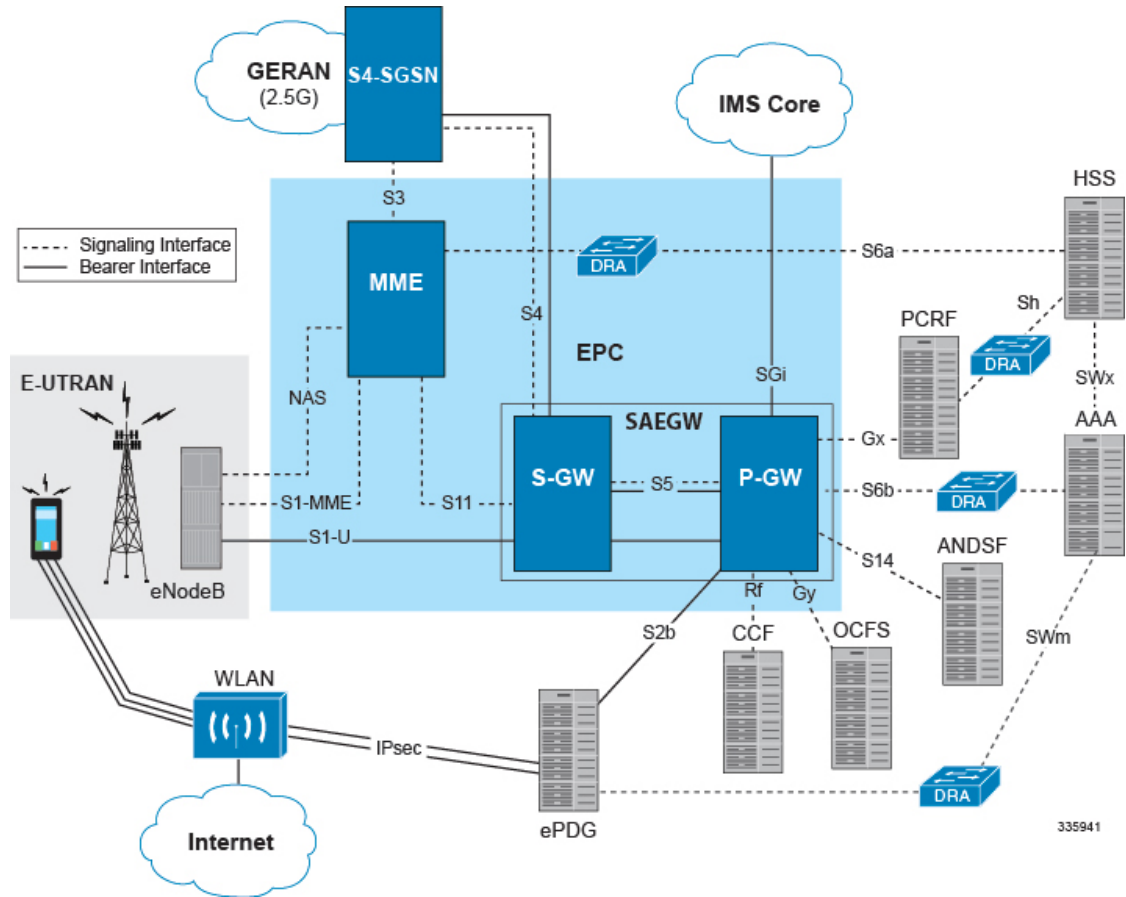 GERAN
(2.5G)
S4-SGSN
IMS Core
HSS
S3
Signaling Interface
Bearer Interface
MME
DRA
S6a
S4
Sh
PCRF
DRA
EPC
E-UTRAN
NAS
SGi
SWx
SAEGW
AAA
Gx
S-GW
S5
P-GW
S6b
DRA
S1-MME
S11
S1-U
ANDSF
S14
eNodeB
Rf
Gy
S2b
CCF
OCFS
SWm
WLAN
IPsec
DRA
ePDG
Internet
335941